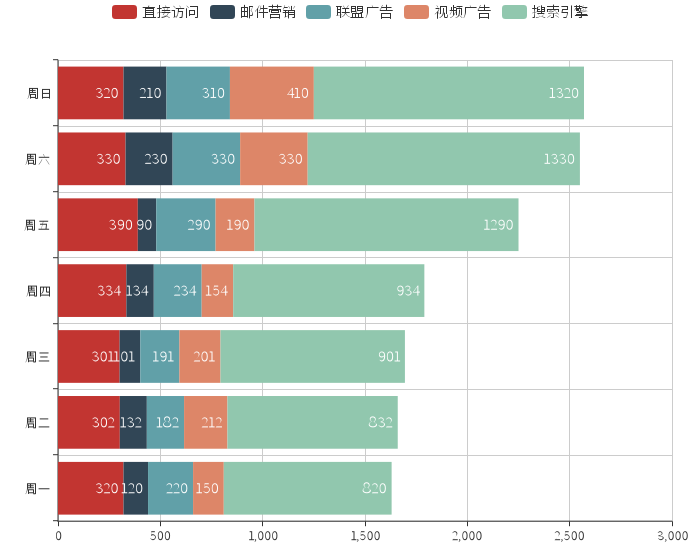 直接访问 邮件营销 联盟广告 视频广告 搜索引擎
周日 320 210 310 410 1320
周六 330 230 330 330 1330
周五 390 90 290 190 1290
周四 334 134 234 154 934
周三 301 101 191 201 901
周二 302 132 182 212 832
周一 320 120 220 150 820
0 500 1,000 1,500 2,000 2,500 3,000